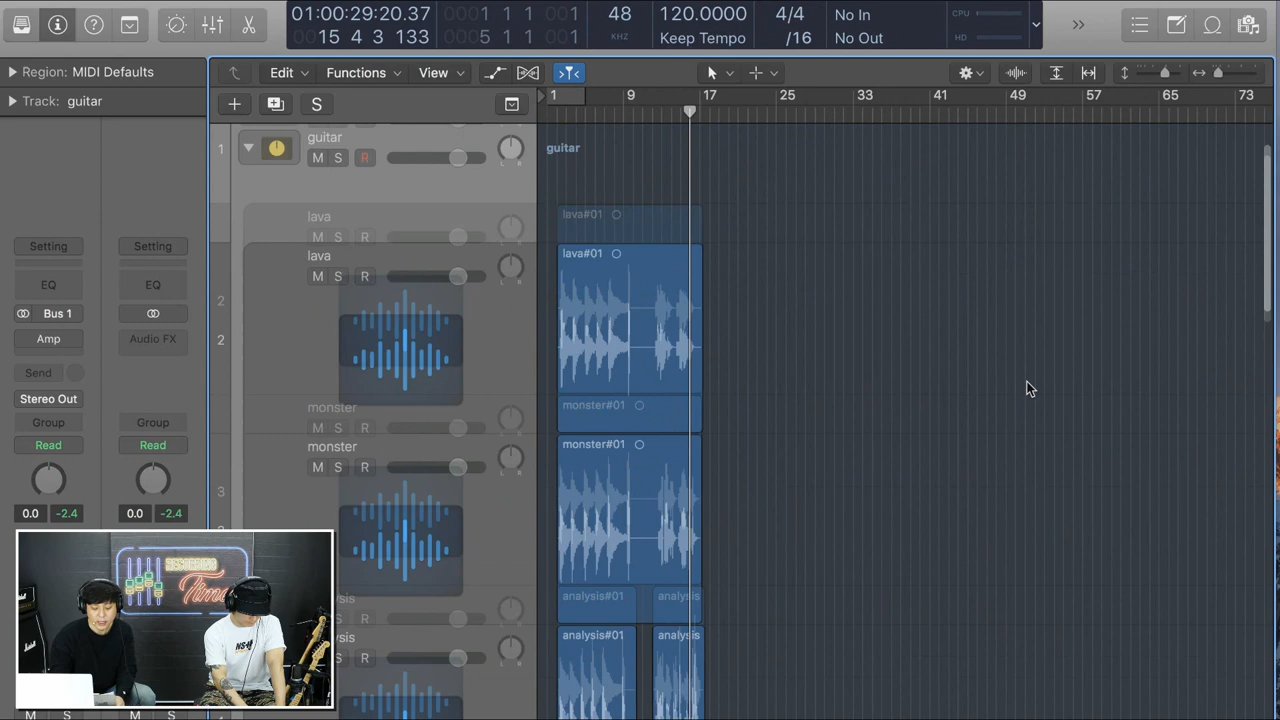 01:00:29:20.37
0001 1 1 001
48
120.0000
4/4
No In
CPU
0015 4 3 133
0005 1 1 001
KHZ
Keep Tempo
/16
No Out
HD
Region: MIDI Defaults
Edit
Functions
View
Track: guitar
S
1
9
17
25
33
41
49
57
65
73
1
guitar
M S R
L R
guitar
lava
M S R
lava#01
lava
M S R
L R
lava#01
Setting
Setting
EQ
EQ
2
Bus 1
2
Amp
Audio FX
Send
Stereo Out
monster
monster#01
Group
Group
M S R
Read
Read
monster
monster#01
M S R
L R
3
0.0
-2.4
0.0
-2.4
ysis
analysis#01
analysis
S R
ysis
analysis#01
analysis
S R
L R
M S
M S
Time
NS